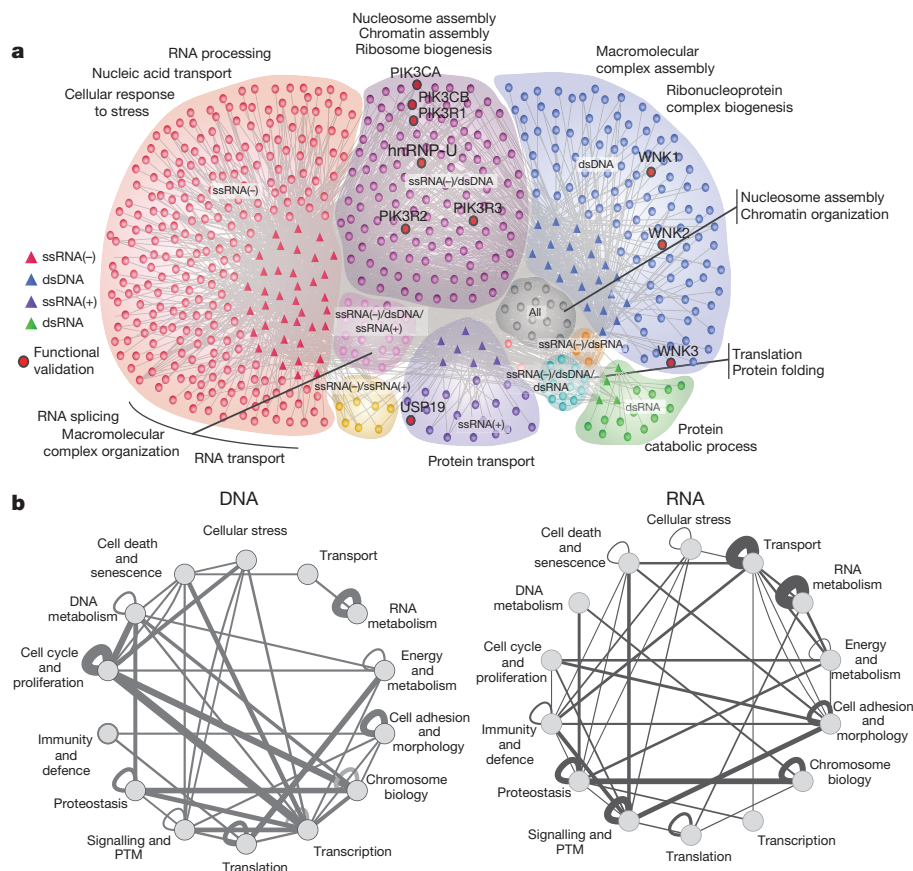 a
Nucleosome assembly
Chromatin assembly
Ribosome biogenesis
RNA processing
Nucleic acid transport
Cellular response
to stress
Macromolecular
complex assembly
Ribonucleoprotein
complex biogenesis
PIK3CA
PIK3CB
PIK3R1
hnRNP-U
ssRNA(–)/dsDNA
PIK3R2
PIK3R3
ssRNA(–)
dsDNA
WNK1
WNK2
WNK3
Nucleosome assembly
Chromatin organization
ssRNA(–)
dsDNA
ssRNA(+)
dsRNA
Functional
validation
ssRNA(–)/dsDNA/
ssRNA(+)
All
ssRNA(–)/dsRNA
ssRNA(–)/dsDNA/
dsRNA
ssRNA(–)/ssRNA(+)
USP19
ssRNA(+)
dsRNA
Translation
Protein folding
RNA splicing
Macromolecular
complex organization
RNA transport
Protein transport
Protein
catabolic process
b
DNA
Cellular stress
Cell death and
senescence
Transport
DNA
metabolism
RNA
metabolism
Cell cycle
and
proliferation
Energy and
metabolism
Immunity
and
defence
Cell adhesion
and
morphology
Proteostasis
Chromosome
biology
Signalling and
PTM
Translation
Transcription
RNA
Cellular stress
Cell death and
senescence
Transport
DNA
metabolism
RNA
metabolism
Cell cycle
and
proliferation
Energy
and
metabolism
Immunity
and
defence
Cell adhesion
and
morphology
Proteostasis
Chromosome
biology
Signalling and
PTM
Translation
Transcription